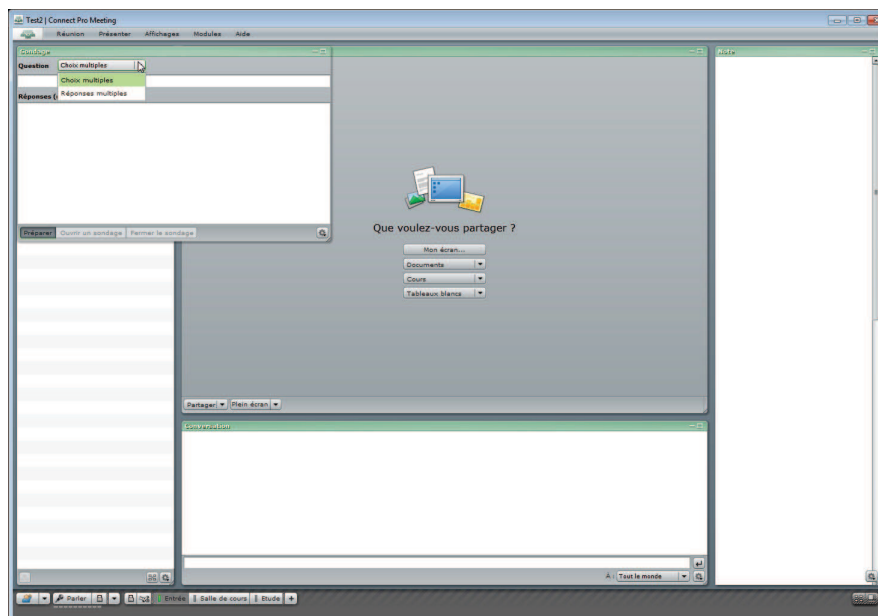 Test2 | Connect Pro Meeting
Réunion Présenter Affichages Modules Aide
Sondage
Note
Question Choix multiples
Choix multiples
Réponses multiples
Réponses (
Préparer Ouvrir un sondage Fermer le sondage
Que voulez-vous partager ?
Mon écran...
Documents
Cours
Tableaux blancs
Partager Plein écran
Conversation
À : Tout le monde
Parler Entrée Salle de cours Etude +